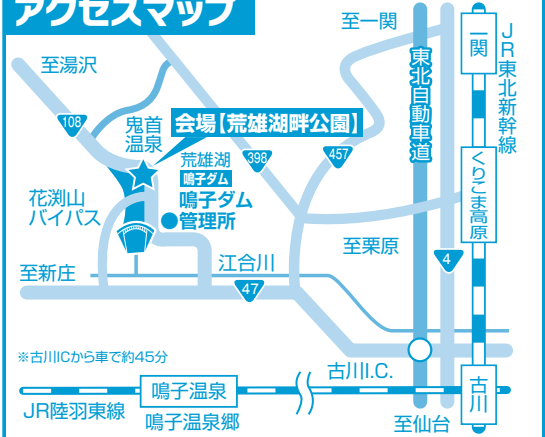 アクセスマップ
至一関
一関
JR東北新幹線
至湯沢
東北自動車道
108
鬼首
温泉
会場【荒雄湖畔公園】
荒雄湖
鳴子ダム
398
457
くりこま高原
花渕山
バイパス
鳴子ダム
管理所
至栗原
4
至新庄
江合川
47
※古川ICから車で約45分
古川I.C.
古川
鳴子温泉
JR陸羽東線
鳴子温泉郷
至仙台